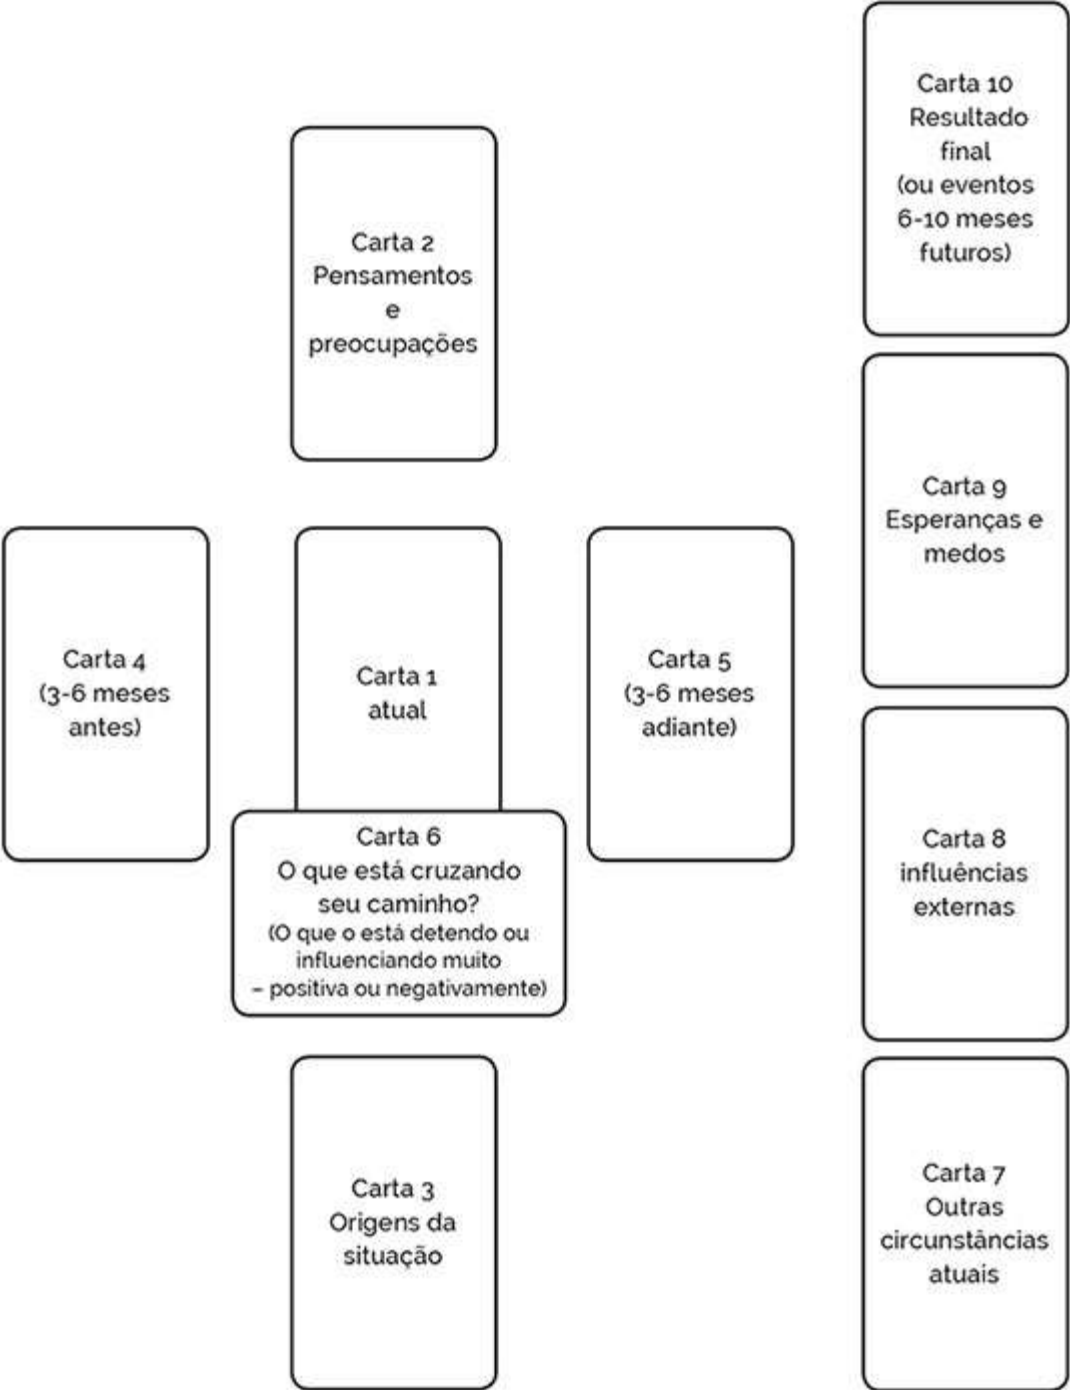 Carta 10
Resultado
final
(ou eventos
6-10 meses
futuros)
Carta 2
Pensamentos
e
preocupações
Carta 9
Esperanças e
medos
Carta 4
(3-6 meses
antes)
Carta 1
atual
Carta 5
(3-6 meses
adiante)
Carta 6
O que está cruzando
seu caminho?
(O que o está detendo ou
influenciando muito
– positiva ou negativamente)
Carta 8
influências
externas
Carta 3
Origens da
situação
Carta 7
Outras
circunstâncias
atuais